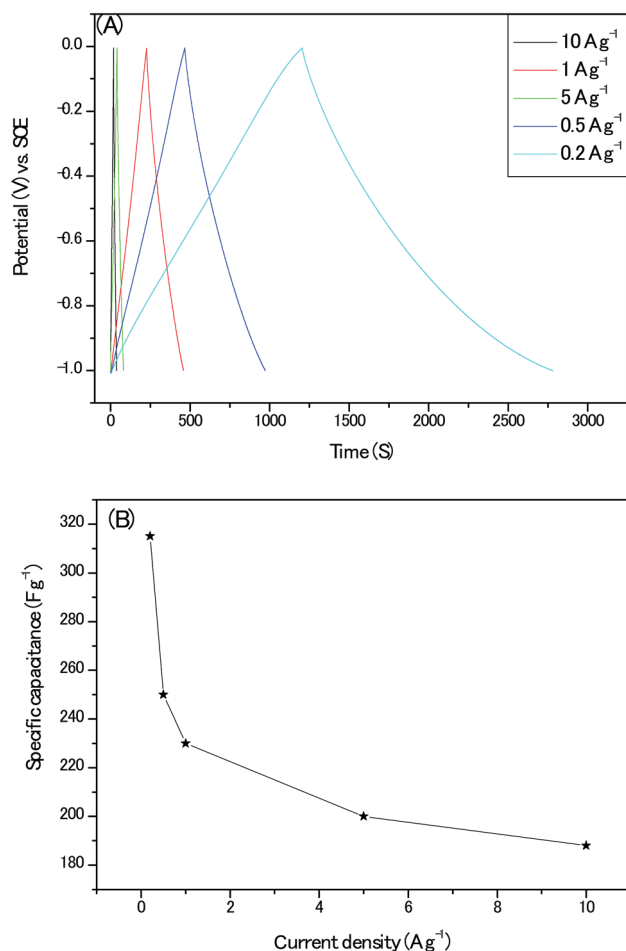 (A)
10 Ag⁻¹
1 Ag⁻¹
5 Ag⁻¹
0.5 Ag⁻¹
0.2 Ag⁻¹
Potential (V) vs. SCE
0.0
-0.2
-0.4
-0.6
-0.8
-1.0
0 500 1000 1500 2000 2500 3000
Time (S)
(B)
Specific capacitance (Fg⁻¹)
320
300
280
260
240
220
200
180
0 2 4 6 8 10
Current density (Ag⁻¹)